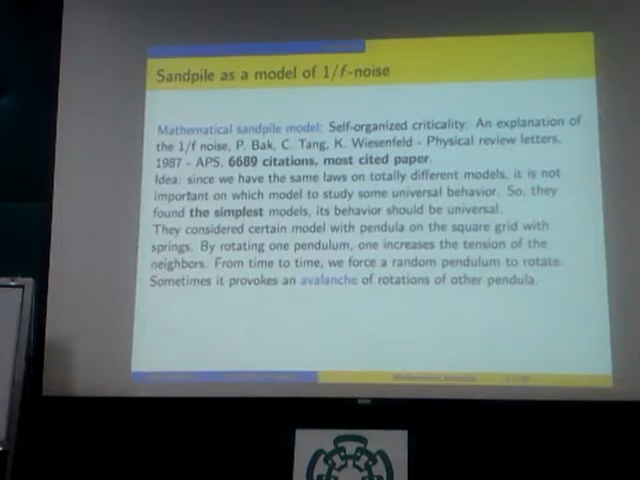 Sandpile as a model of 1/f-noise
Mathematical sandpile model: Self-organized criticality: An explanation of
the 1/f noise, P. Bak, C. Tang, K. Wiesenfeld - Physical review letters,
1987 - APS, 6689 citations, most cited paper.
Idea: since we have the same laws on totally different models, it is not
important on which model to study some universal behavior. So, they
found the simplest models, its behavior should be universal.
They considered certain model with pendula on the square grid with
springs. By rotating one pendulum, one increases the tension of the
neighbors. From time to time, we force a random pendulum to rotate.
Sometimes it provokes an avalanche of rotations of other pendula.